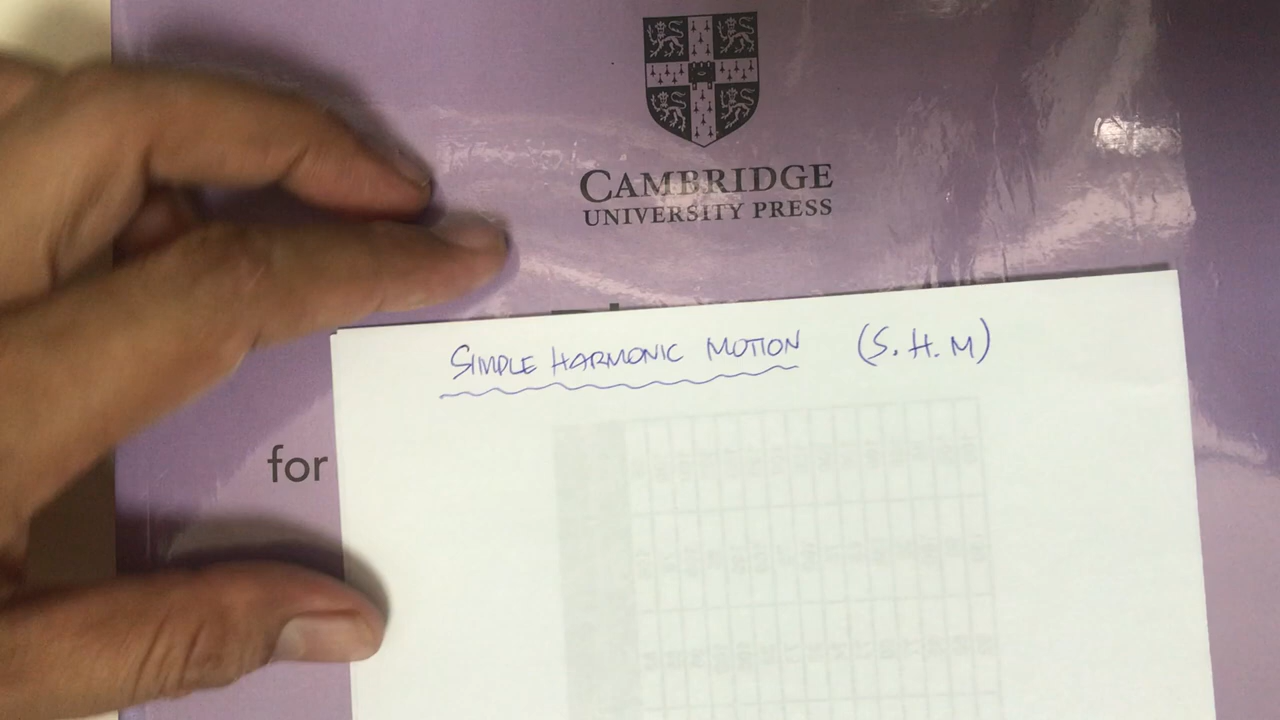 CAMBRIDGE
UNIVERSITY PRESS
SIMPLE HARMONIC MOTION (S.H.M)
for